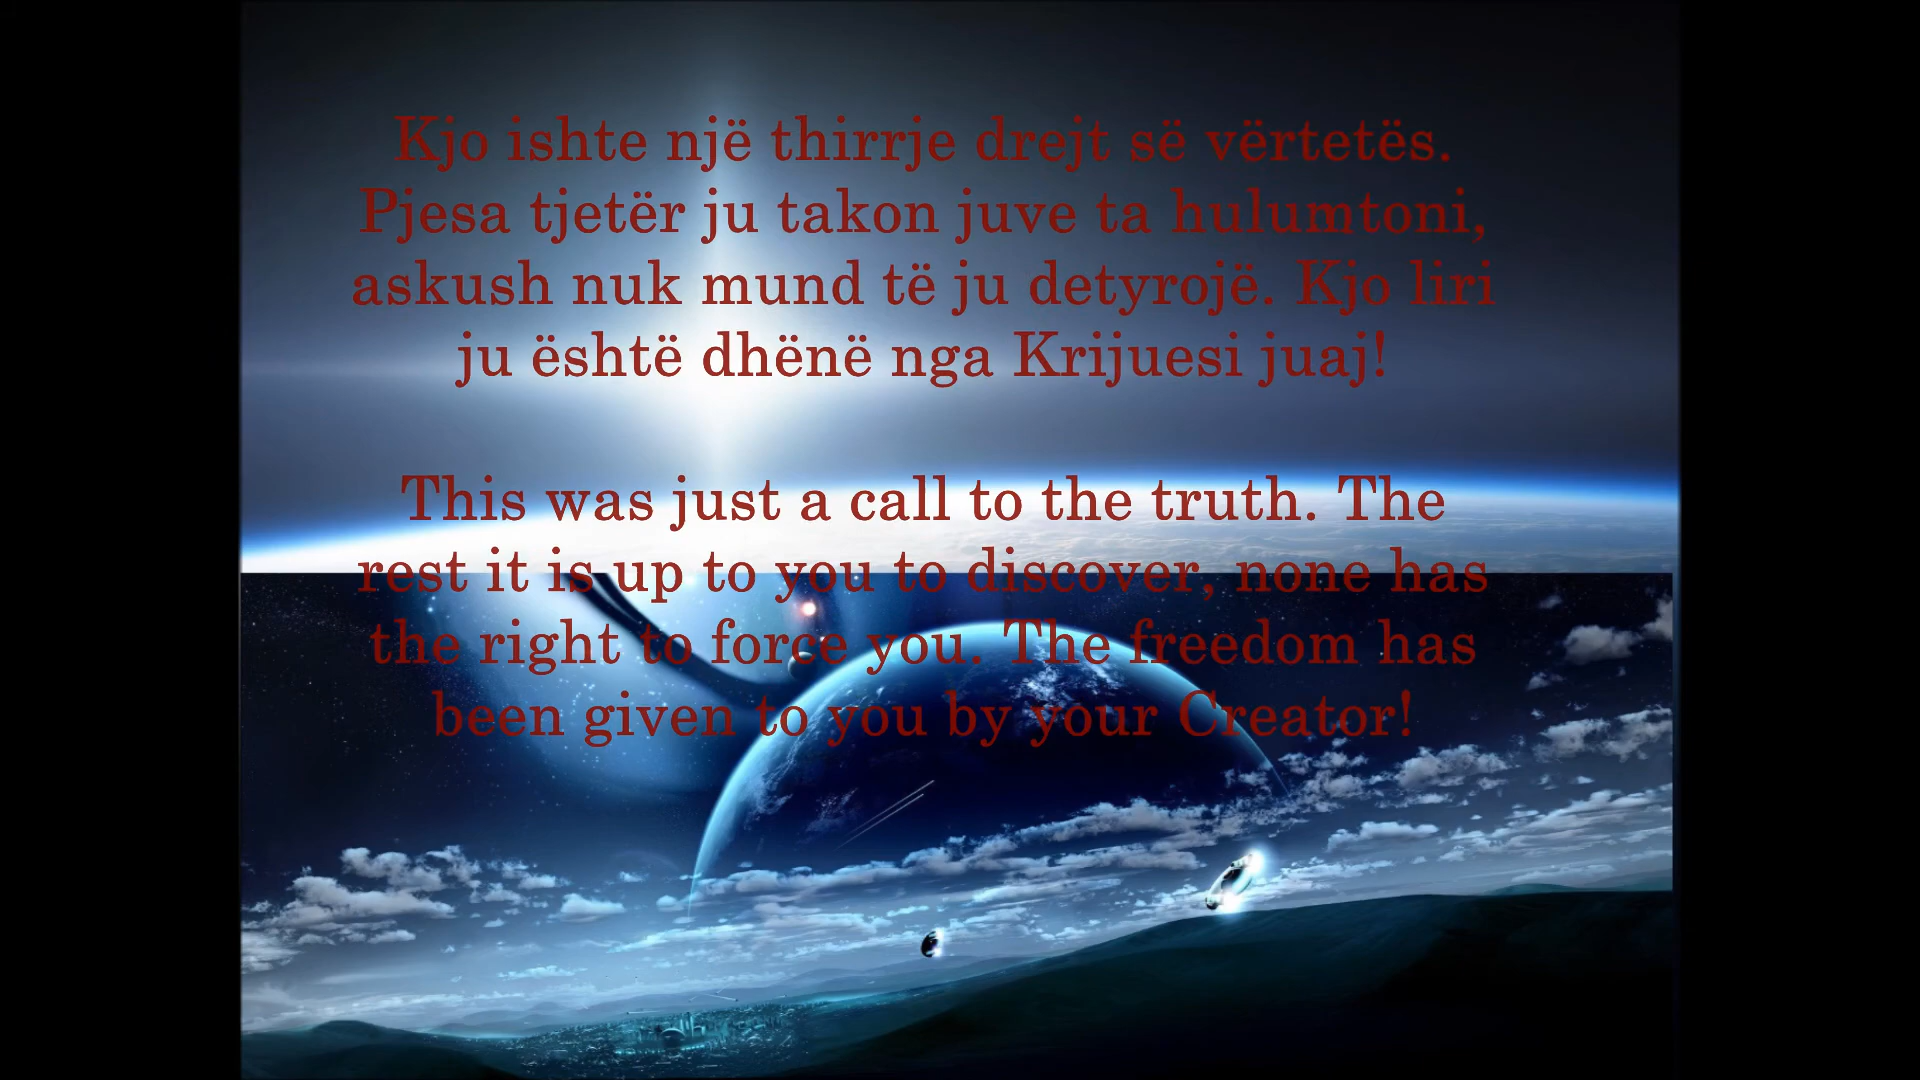 Kjo ishte një thirrje drejt së vërtetës.
Pjesa tjetër ju takon juve ta hulumtoni,
askush nuk mund të ju detyrojë. Kjo liri
ju është dhënë nga Krijuesi juaj!
This was just a call to the truth. The
rest it is up to you to discover, none has
the right to force you. The freedom has
been given to you by your Creator!